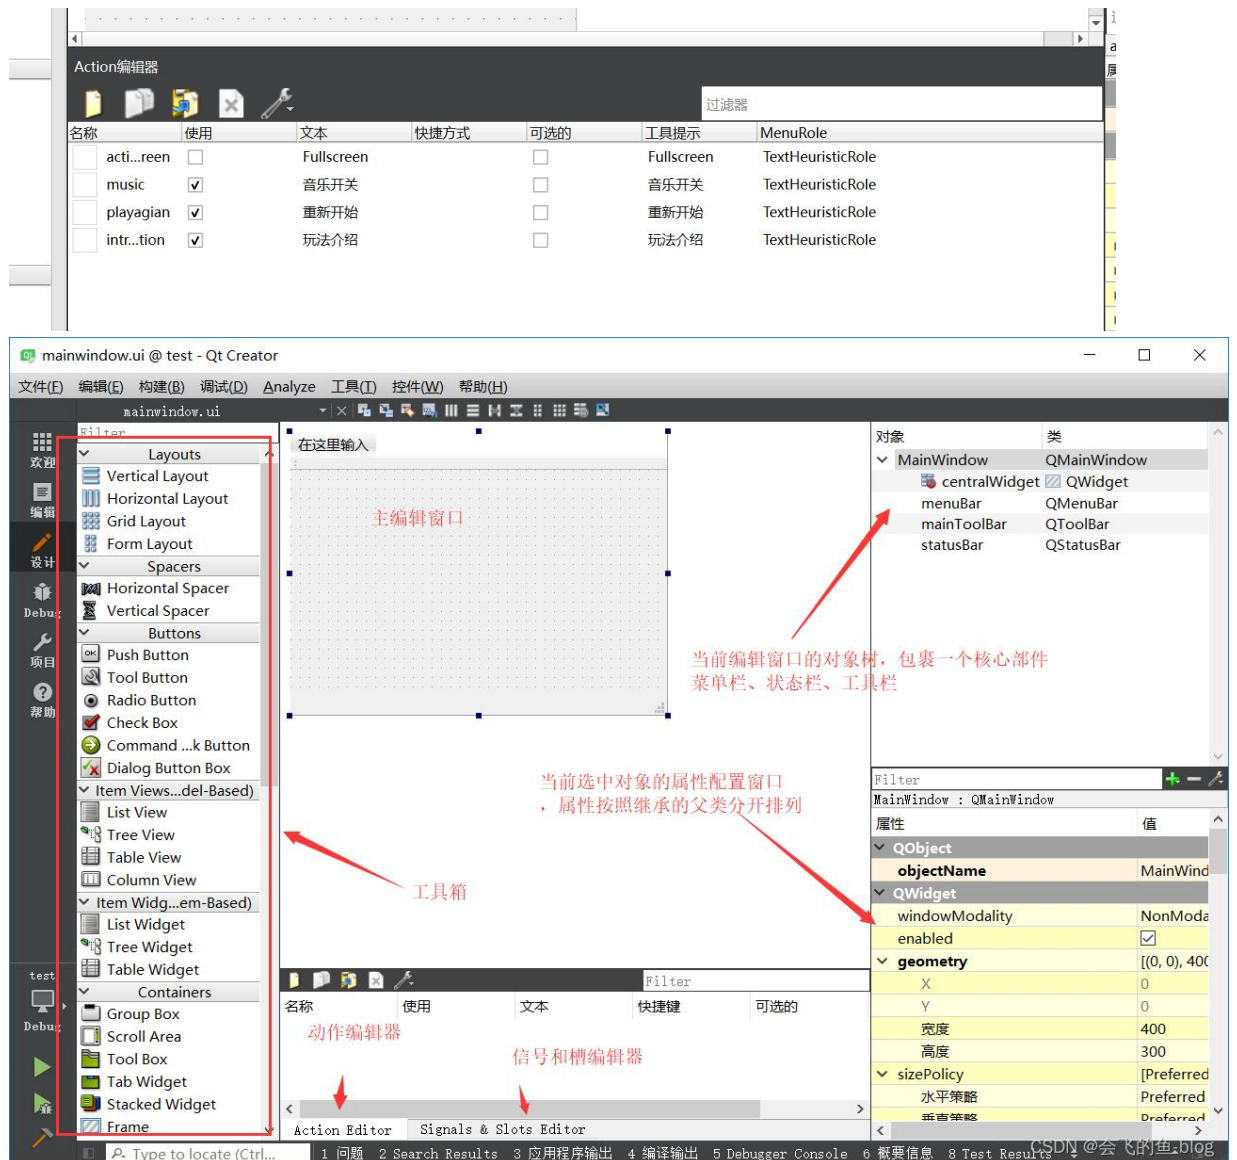 Action编辑器
过滤器
名称 使用 文本 快捷方式 可选的 工具提示 MenuRole
acti...reen Fullscreen Fullscreen TextHeuristicRole
music 音乐开关 音乐开关 TextHeuristicRole
playagian 重新开始 重新开始 TextHeuristicRole
intr...tion 玩法介绍 玩法介绍 TextHeuristicRole
mainwindow.ui @ test - Qt Creator
文件(F) 编辑(E) 构建(B) 调试(D) Analyze 工具(T) 控件(W) 帮助(H)
mainwindow.ui
欢迎
编辑
设计
Debug
项目
帮助
test
Debug
Filter
Layouts
Vertical Layout
Horizontal Layout
Grid Layout
Form Layout
Spacers
Horizontal Spacer
Vertical Spacer
Buttons
OK Push Button
Tool Button
Radio Button
Check Box
Command ...k Button
Dialog Button Box
Item Views...del-Based)
List View
Tree View
Table View
Column View
Item Widg...em-Based)
List Widget
Tree Widget
Table Widget
Containers
Group Box
Scroll Area
Tool Box
Tab Widget
Stacked Widget
Frame
在这里输入
主编辑窗口
对象 类
MainWindow QMainWindow
centralWidget QWidget
menuBar QMenuBar
mainToolBar QToolBar
statusBar QStatusBar
当前编辑窗口的对象树，包裹一个核心部件
菜单栏、状态栏、工具栏
当前选中对象的属性配置窗口
，属性按照继承的父类分开排列
工具箱
Filter
MainWindow : QMainWindow
属性 值
QObject
objectName MainWind
QWidget
windowModality NonModa
enabled
geometry [(0, 0), 400
X 0
Y 0
宽度 400
高度 300
sizePolicy [Preferred
水平策略 Preferred
垂直策略 Preferred
Filter
名称 使用 文本 快捷键 可选的
动作编辑器
信号和槽编辑器
Action Editor Signals & Slots Editor
Type to locate (Ctrl... 1 问题 2 Search Results 3 应用程序输出 4 编译输出 5 Debugger Console 6 概要信息 8 Test Results
CSDN @会飞的鱼-blog